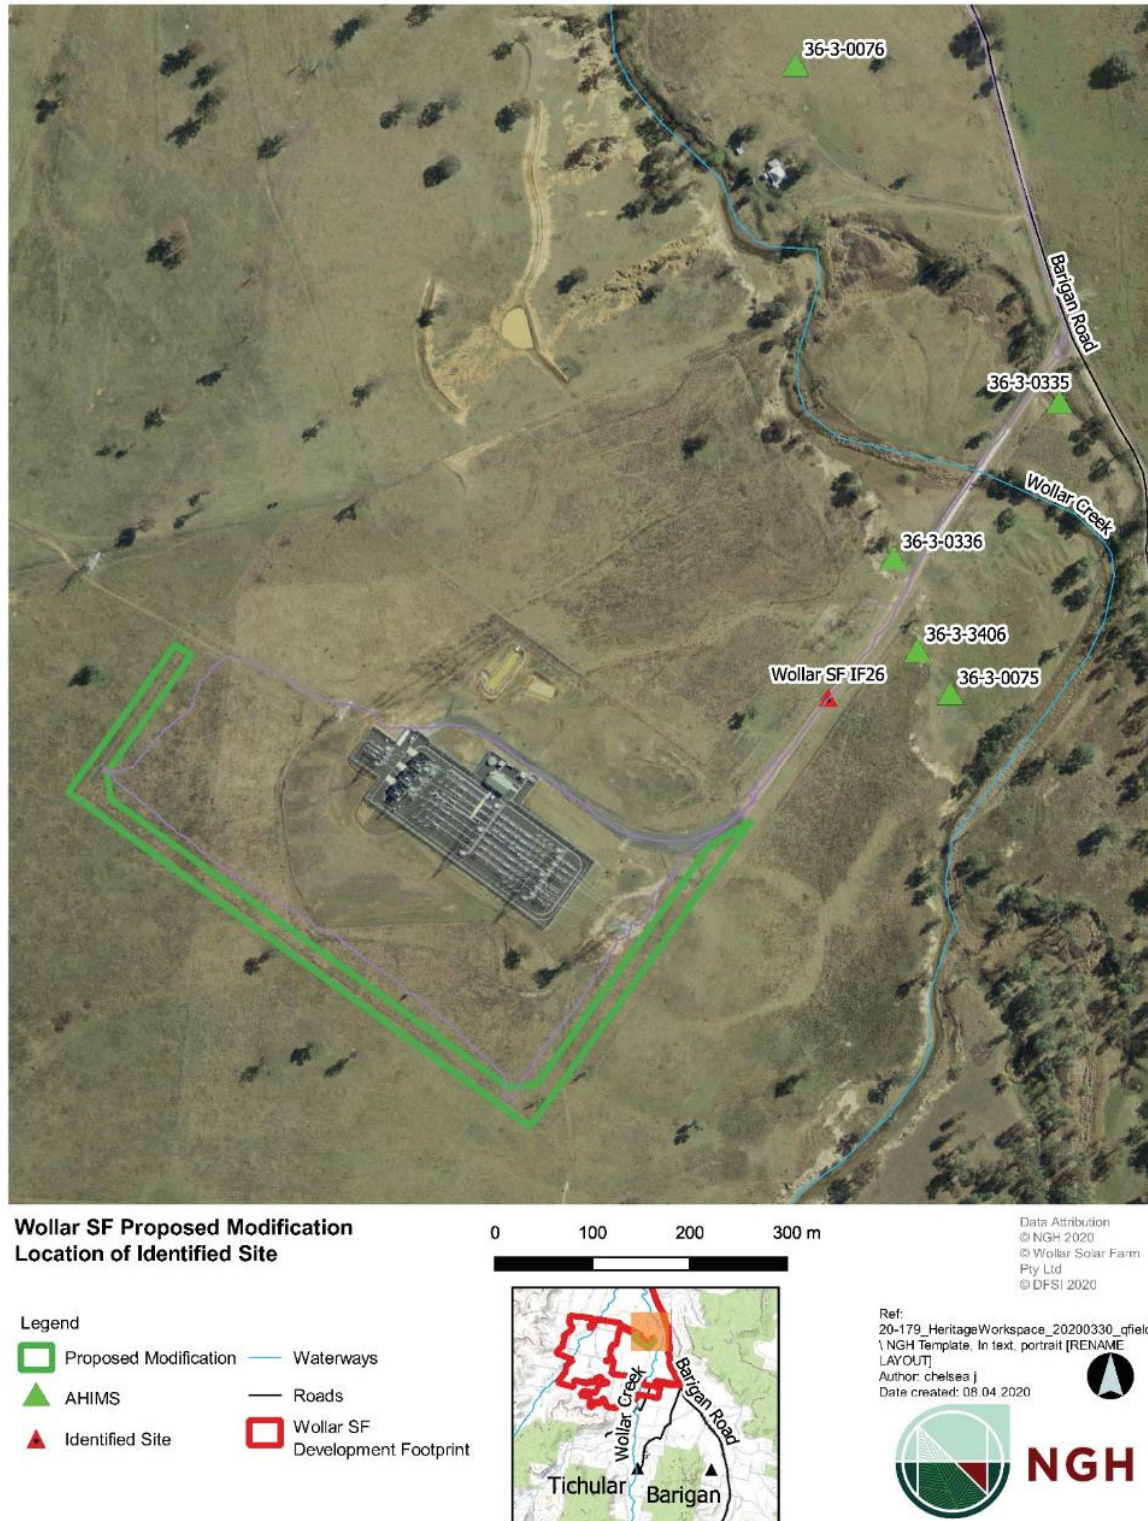 36-3-0076
Barigan Road
36-3-0335
Wollar Creek
36-3-0336
36-3-3406
Wollar SF IF26
36-3-0075
Wollar SF Proposed Modification
Location of Identified Site
0 100 200 300 m
Data Attribution
© NGH 2020
© Wollar Solar Farm
Pty Ltd
© DFSI 2020
Legend
Proposed Modification
Waterways
AHIMS
Roads
Identified Site
Wollar SF
Development Footprint
Wollar Creek
Barigan Road
Tichular
Barigan
Ref:
20-179_HeritageWorkspace_20200330_qfield
\ NGH Template, In text, portrait [RENAME
LAYOUT]
Author: chelsea j
Date created: 08.04.2020
NGH